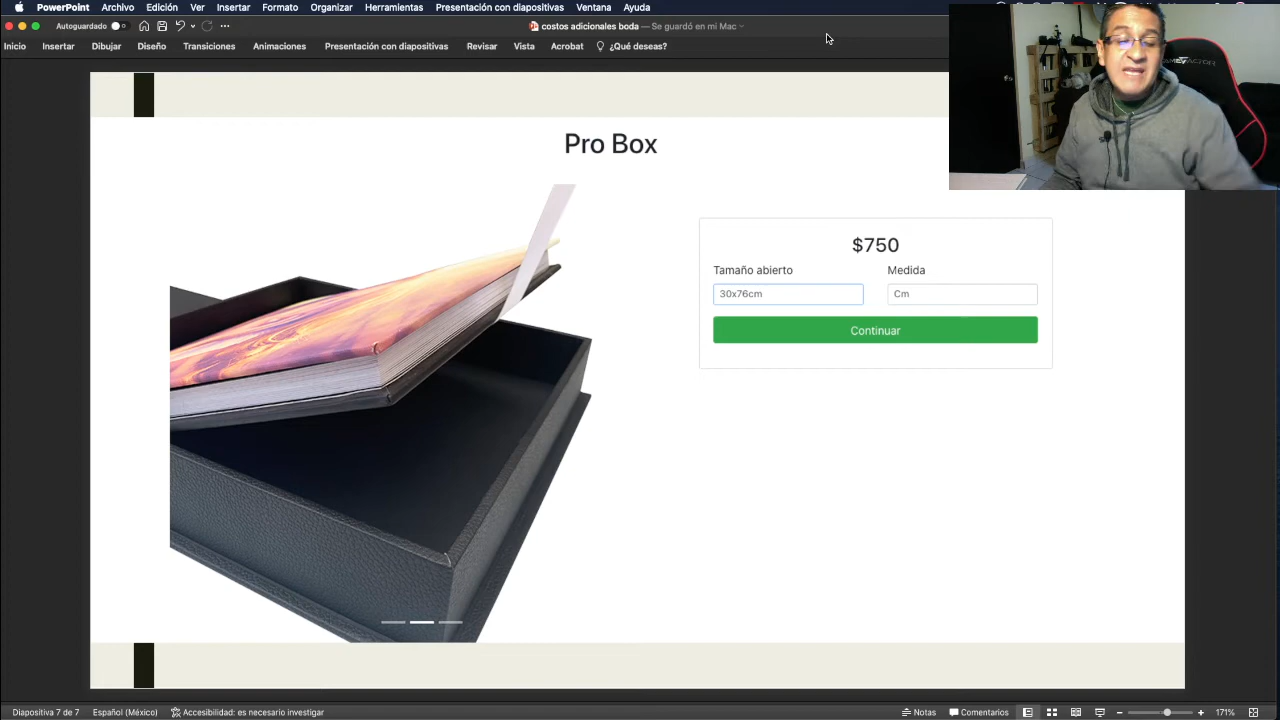 PowerPoint Archivo Edición Ver Insertar Formato Organizar Herramientas Presentación con diapositivas Ventana Ayuda
Autoguardado
costos adicionales boda — Se guardó en mi Mac
Inicio Insertar Dibujar Diseño Transiciones Animaciones Presentación con diapositivas Revisar Vista Acrobat ¿Qué deseas?
Pro Box
$750
Tamaño abierto Medida
30x76cm Cm
Continuar
Diapositiva 7 de 7 Español (México) Accesibilidad: es necesario investigar Notas Comentarios 171%